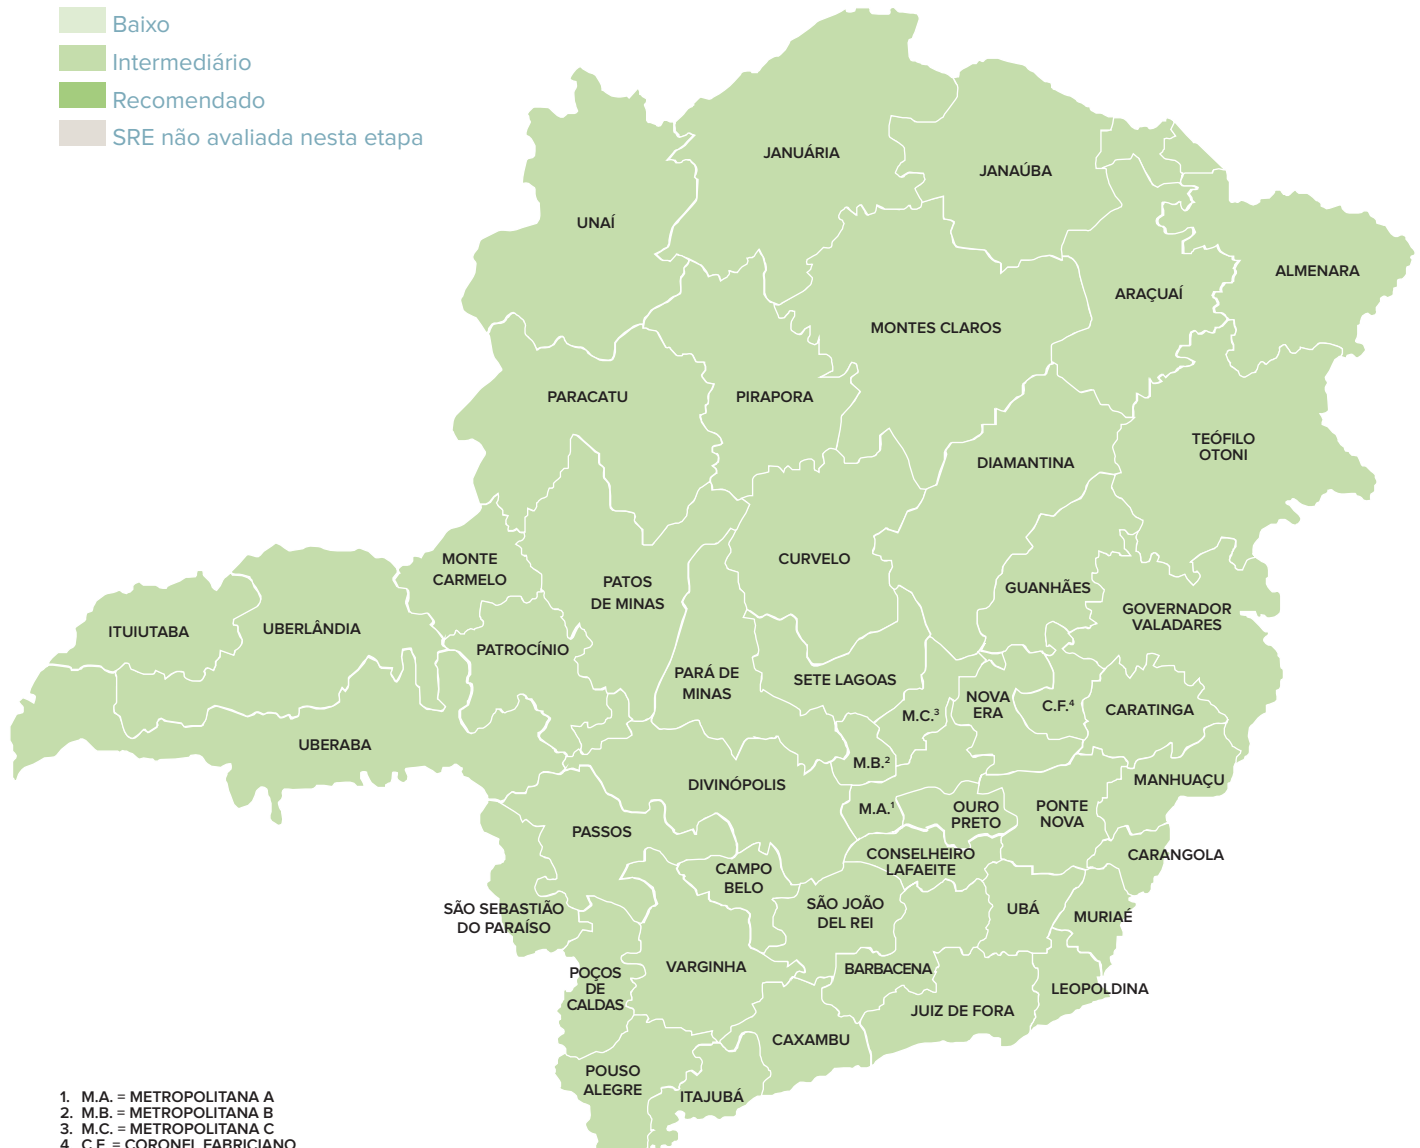 Baixo
Intermediário
Recomendado
SRE não avaliada nesta etapa
JANUÁRIA
JANAÚBA
UNAÍ
ALMENARA
ARAÇUAÍ
MONTES CLAROS
PARACATU
PIRAPORA
TEÓFILO
OTONI
DIAMANTINA
MONTE
CARMELO
CURVELO
PATOS
DE MINAS
GUANHÃES
GOVERNADOR
VALADARES
ITUIUTABA
UBERLÂNDIA
PATROCÍNIO
PARÁ DE
MINAS
SETE LAGOAS
NOVA
ERA
C.F.⁴
CARATINGA
M.C.³
UBERABA
M.B.²
MANHUAÇU
DIVINÓPOLIS
M.A.¹
OURO
PRETO
PONTE
NOVA
PASSOS
CONSELHEIRO
LAFAEITE
CARANGOLA
CAMPO
BELO
SÃO SEBASTIÃO
DO PARAÍSO
SÃO JOÃO
DEL REI
UBÁ
MURIAÉ
POÇOS
DE
CALDAS
VARGINHA
BARBACENA
LEOPOLDINA
JUIZ DE FORA
CAXAMBU
POUSO
ALEGRE
ITAJUBÁ
1. M.A. = METROPOLITANA A
2. M.B. = METROPOLITANA B
3. M.C. = METROPOLITANA C
4. C.F. = CORONEL FABRICIANO